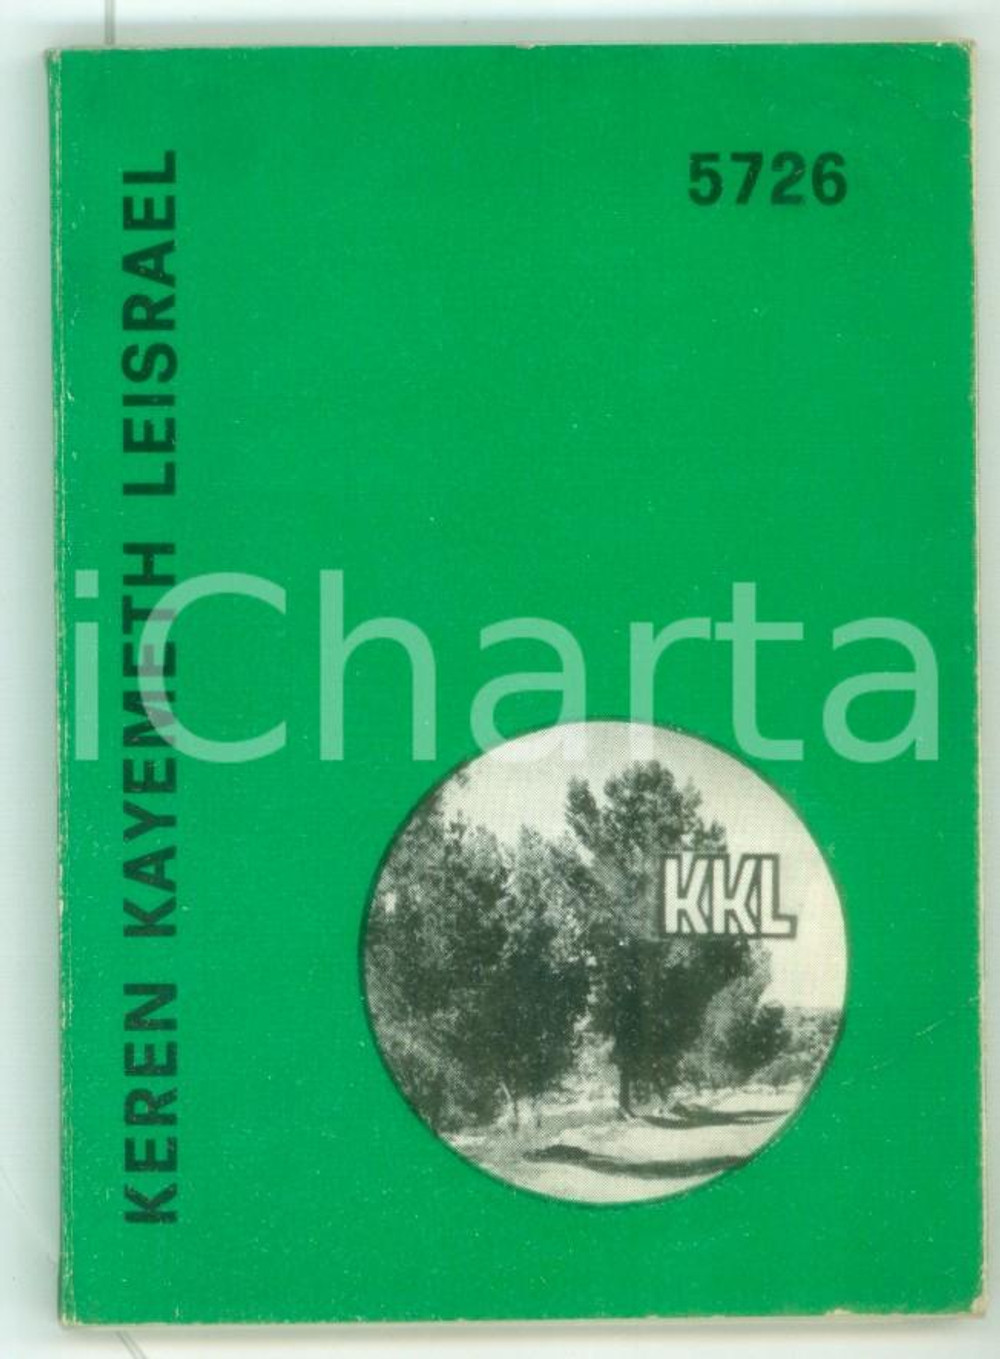 5726
KEREN KAYEMETH LEISRAEL
iCharta
KKL